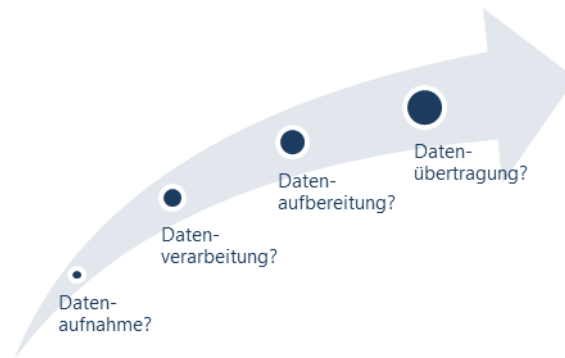 Daten-
aufnahme?
Daten-
verarbeitung?
Daten-
aufbereitung?
Daten-
übertragung?